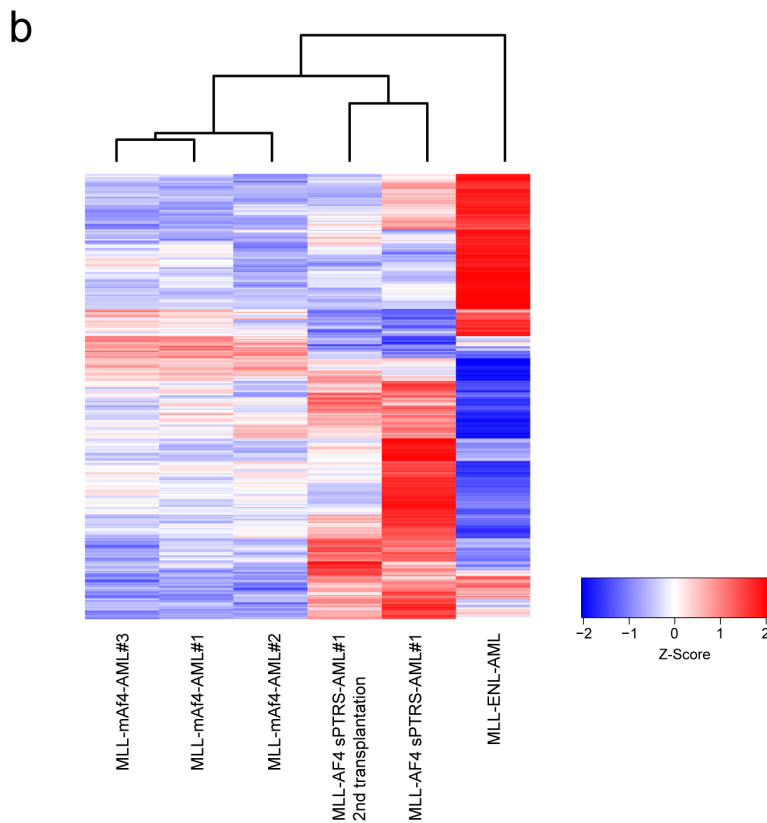 b
−2
−1
0
1
2
Z-Score
MLL-mAf4-AML#3
MLL-mAf4-AML#1
MLL-mAf4-AML#2
MLL-AF4 sPTRS-AML#1
2nd transplantation
MLL-AF4 sPTRS-AML#1
MLL-ENL-AML